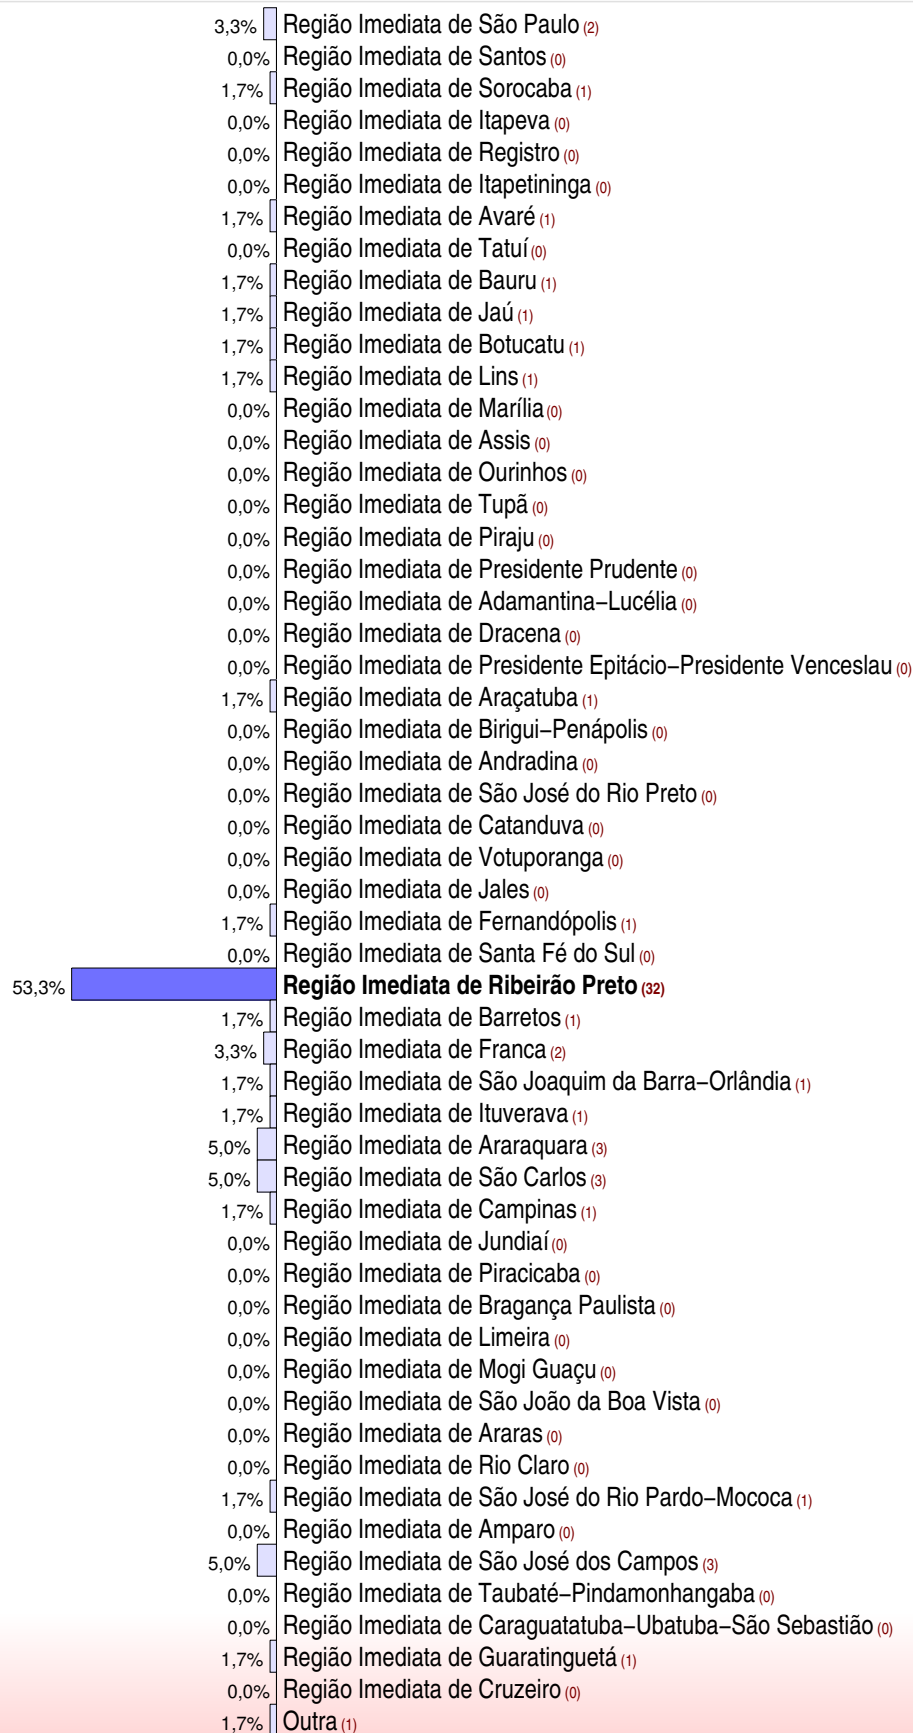 3,3% Região Imediata de São Paulo (2)
0,0% Região Imediata de Santos (0)
1,7% Região Imediata de Sorocaba (1)
0,0% Região Imediata de Itapeva (0)
0,0% Região Imediata de Registro (0)
0,0% Região Imediata de Itapetininga (0)
1,7% Região Imediata de Avaré (1)
0,0% Região Imediata de Tatuí (0)
1,7% Região Imediata de Bauru (1)
1,7% Região Imediata de Jaú (1)
1,7% Região Imediata de Botucatu (1)
1,7% Região Imediata de Lins (1)
0,0% Região Imediata de Marília (0)
0,0% Região Imediata de Assis (0)
0,0% Região Imediata de Ourinhos (0)
0,0% Região Imediata de Tupã (0)
0,0% Região Imediata de Piraju (0)
0,0% Região Imediata de Presidente Prudente (0)
0,0% Região Imediata de Adamantina–Lucélia (0)
0,0% Região Imediata de Dracena (0)
0,0% Região Imediata de Presidente Epitácio–Presidente Venceslau (0)
1,7% Região Imediata de Araçatuba (1)
0,0% Região Imediata de Birigui–Penápolis (0)
0,0% Região Imediata de Andradina (0)
0,0% Região Imediata de São José do Rio Preto (0)
0,0% Região Imediata de Catanduva (0)
0,0% Região Imediata de Votuporanga (0)
0,0% Região Imediata de Jales (0)
1,7% Região Imediata de Fernandópolis (1)
0,0% Região Imediata de Santa Fé do Sul (0)
53,3% Região Imediata de Ribeirão Preto (32)
1,7% Região Imediata de Barretos (1)
3,3% Região Imediata de Franca (2)
1,7% Região Imediata de São Joaquim da Barra–Orlândia (1)
1,7% Região Imediata de Ituverava (1)
5,0% Região Imediata de Araraquara (3)
5,0% Região Imediata de São Carlos (3)
1,7% Região Imediata de Campinas (1)
0,0% Região Imediata de Jundiaí (0)
0,0% Região Imediata de Piracicaba (0)
0,0% Região Imediata de Bragança Paulista (0)
0,0% Região Imediata de Limeira (0)
0,0% Região Imediata de Mogi Guaçu (0)
0,0% Região Imediata de São João da Boa Vista (0)
0,0% Região Imediata de Araras (0)
0,0% Região Imediata de Rio Claro (0)
1,7% Região Imediata de São José do Rio Pardo–Mococa (1)
0,0% Região Imediata de Amparo (0)
5,0% Região Imediata de São José dos Campos (3)
0,0% Região Imediata de Taubaté–Pindamonhangaba (0)
0,0% Região Imediata de Caraguatatuba–Ubatuba–São Sebastião (0)
1,7% Região Imediata de Guaratinguetá (1)
0,0% Região Imediata de Cruzeiro (0)
1,7% Outra (1)